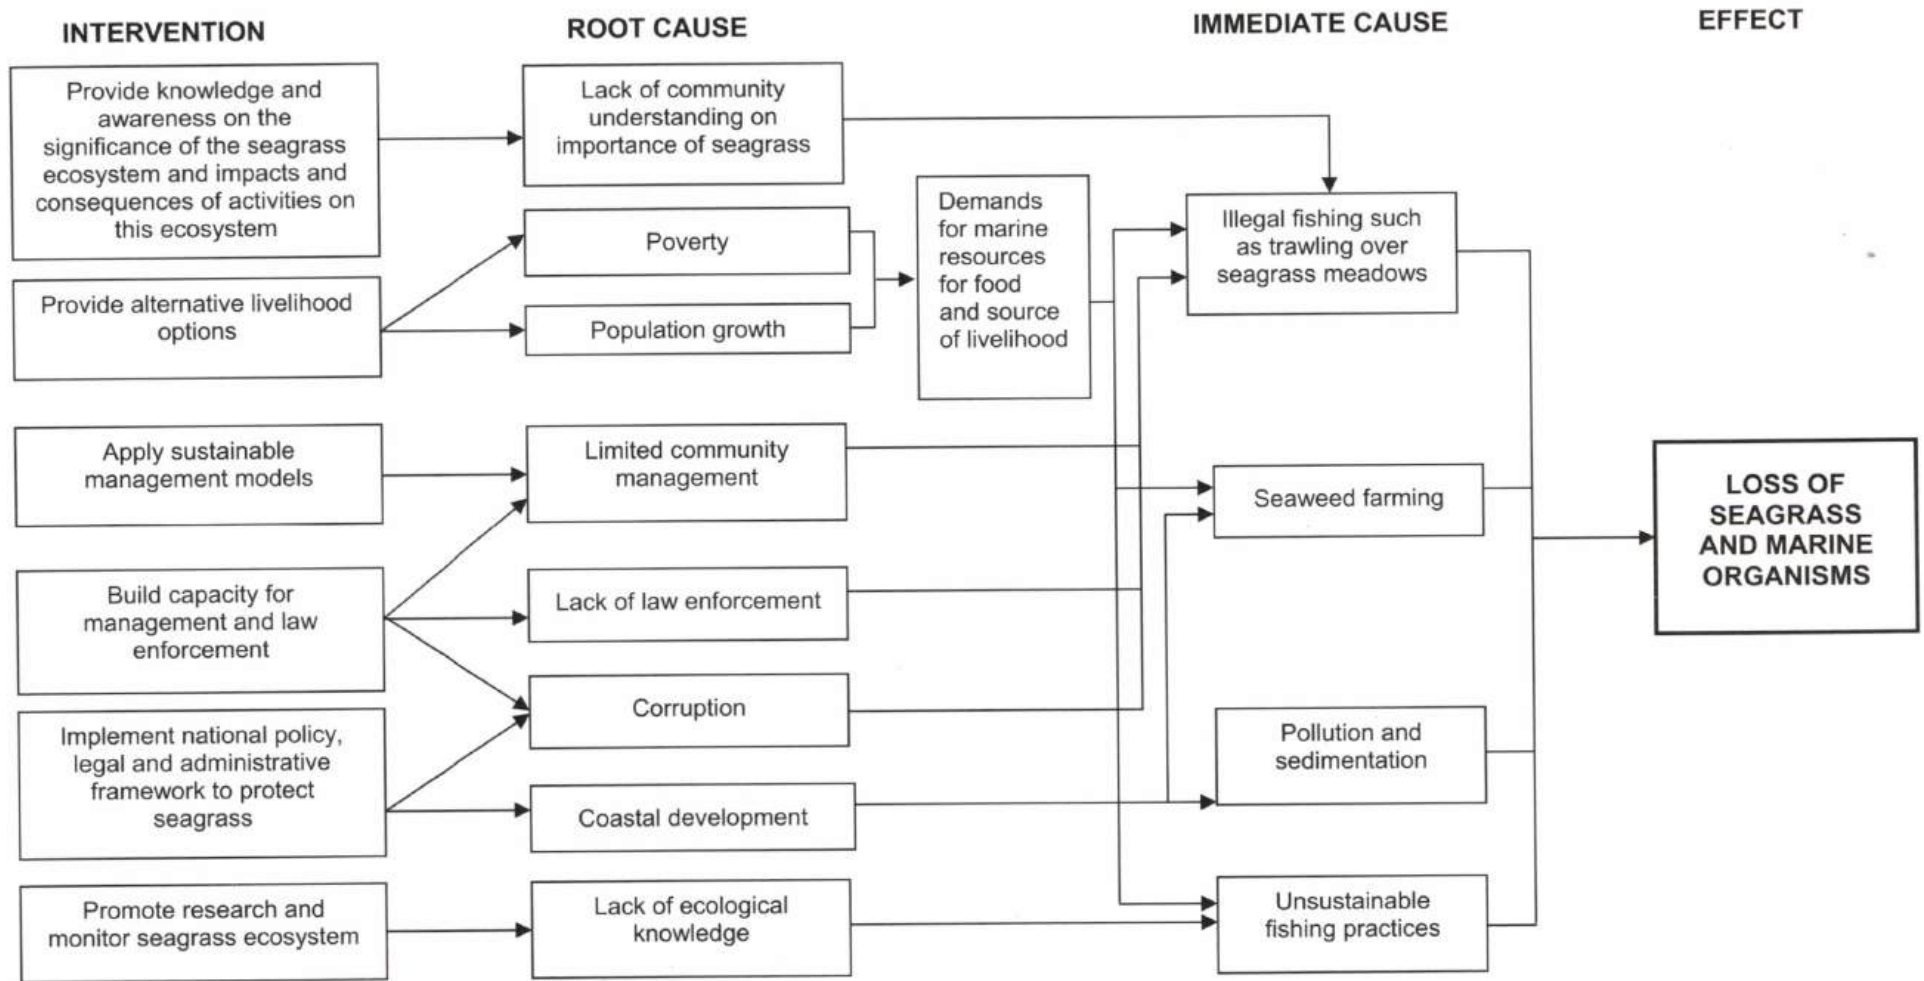 INTERVENTION
ROOT CAUSE
IMMEDIATE CAUSE
EFFECT
Provide knowledge and
awareness on the
significance of the seagrass
ecosystem and impacts and
consequences of activities on
this ecosystem
Provide alternative livelihood
options
Apply sustainable
management models
Build capacity for
management and law
enforcement
Implement national policy,
legal and administrative
framework to protect
seagrass
Promote research and
monitor seagrass ecosystem
Lack of community
understanding on
importance of seagrass
Poverty
Population growth
Limited community
management
Lack of law enforcement
Corruption
Coastal development
Lack of ecological
knowledge
Demands
for marine
resources
for food
and source
of livelihood
Illegal fishing such
as trawling over
seagrass meadows
Seaweed farming
Pollution and
sedimentation
Unsustainable
fishing practices
LOSS OF
SEAGRASS
AND MARINE
ORGANISMS